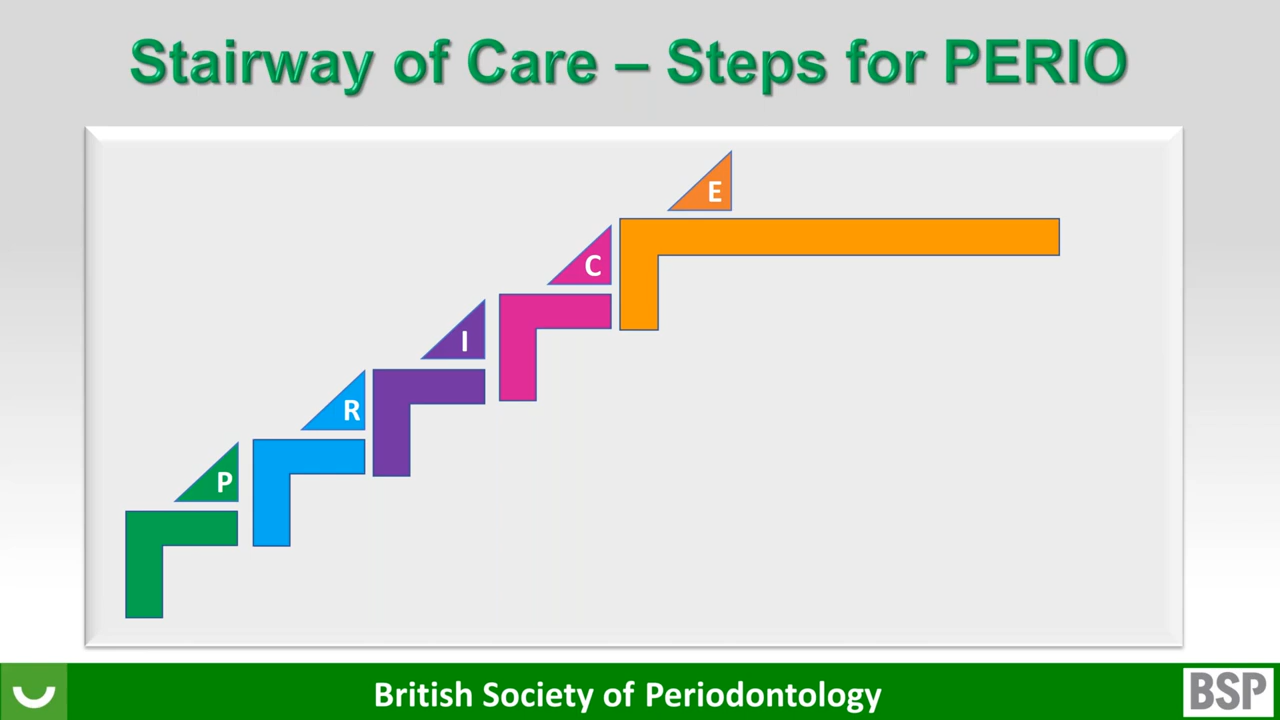 Stairway of Care – Steps for PERIO
E
C
I
R
P
British Society of Periodontology
BSP